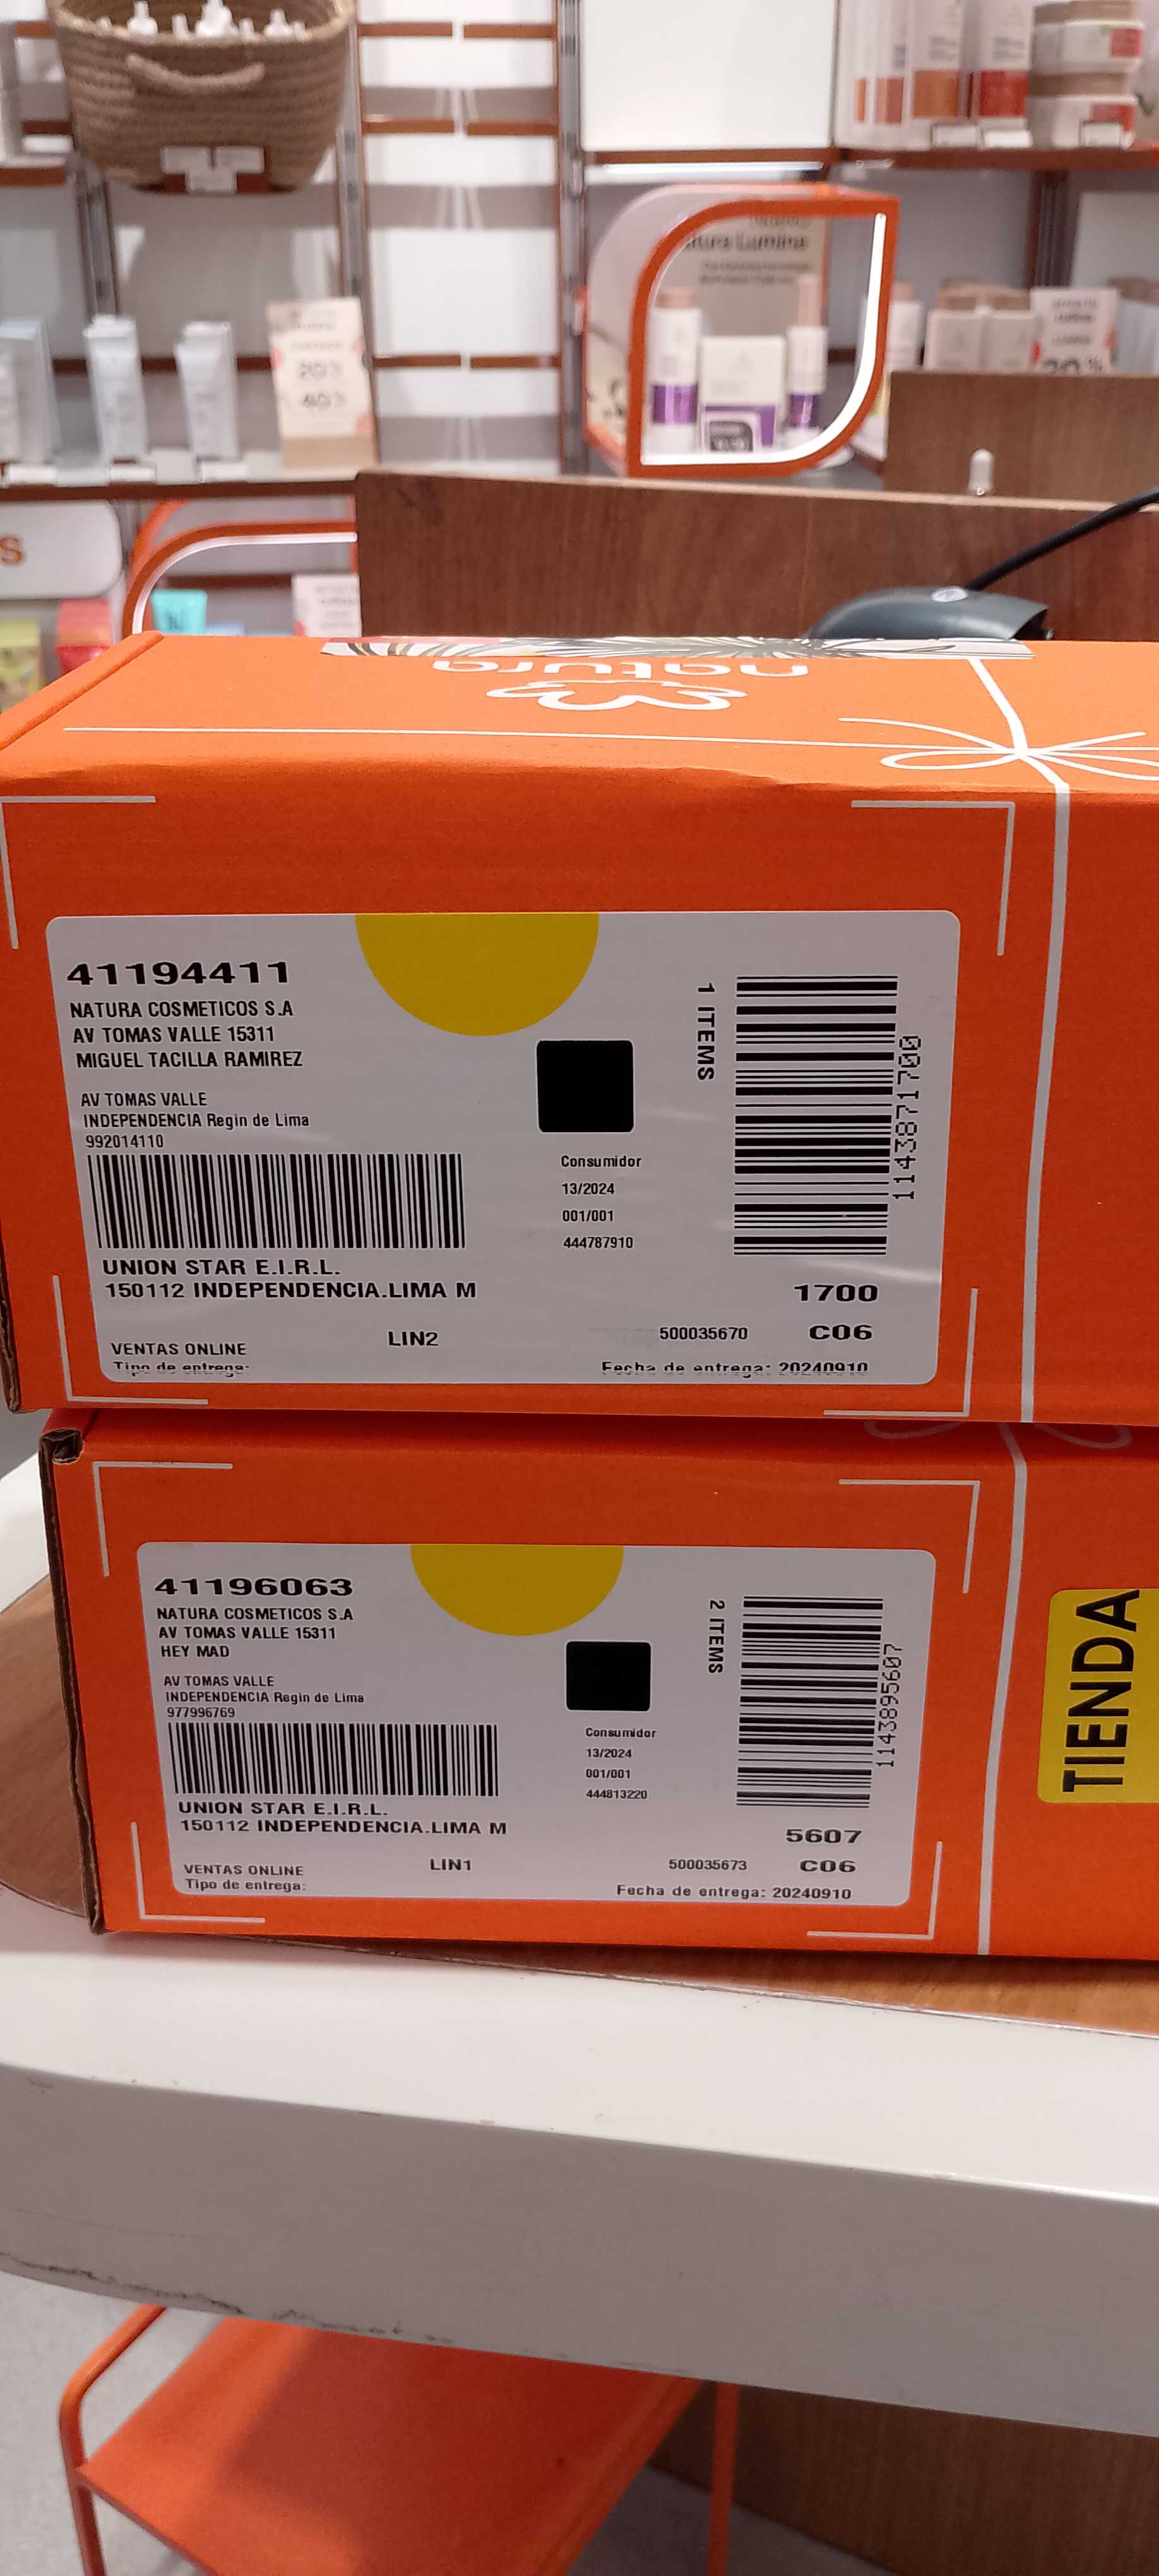 tura Lumina
20%
40%
S
natura
41194411
NATURA COSMETICOS S.A
AV TOMAS VALLE 15311
MIGUEL TACILLA RAMIREZ
AV TOMAS VALLE
INDEPENDENCIA Regin de Lima
992014110
UNION STAR E.I.R.L.
150112 INDEPENDENCIA.LIMA M
VENTAS ONLINE
LIN2
Tipo de entrega:
Consumidor
13/2024
001/001
444787910
1 ITEMS
1143871700
1700
500035670
C06
Fecha de entrega: 20240910
41196063
NATURA COSMETICOS S.A
AV TOMAS VALLE 15311
HEY MAD
AV TOMAS VALLE
INDEPENDENCIA Regin de Lima
977996769
UNION STAR E.I.R.L.
150112 INDEPENDENCIA.LIMA M
VENTAS ONLINE
LIN1
Tipo de entrega:
Consumidor
13/2024
001/001
444813220
2 ITEMS
1143895607
5607
500035673
C06
Fecha de entrega: 20240910
TIENDA